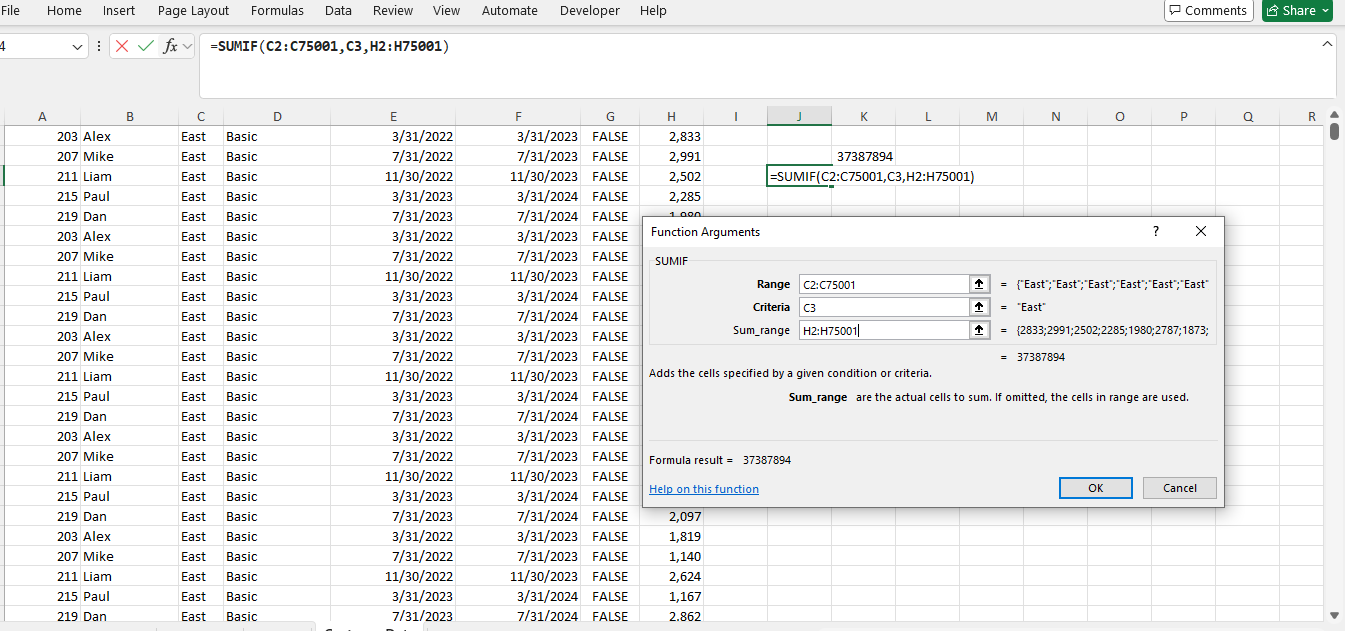 File Home Insert Page Layout Formulas Data Review View Automate Developer Help Comments Share
4 fx =SUMIF(C2:C75001,C3,H2:H75001)
A B C D E F G H I J K L M N O P Q R
203 Alex East Basic 3/31/2022 3/31/2023 FALSE 2,833
207 Mike East Basic 7/31/2022 7/31/2023 FALSE 2,991 37387894
211 Liam East Basic 11/30/2022 11/30/2023 FALSE 2,502 =SUMIF(C2:C75001,C3,H2:H75001)
215 Paul East Basic 3/31/2023 3/31/2024 FALSE 2,285
219 Dan East Basic 7/31/2023 7/31/2024 FALSE 1,980
203 Alex East Basic 3/31/2022 3/31/2023 FALSE
207 Mike East Basic 7/31/2022 7/31/2023 FALSE
211 Liam East Basic 11/30/2022 11/30/2023 FALSE
215 Paul East Basic 3/31/2023 3/31/2024 FALSE
219 Dan East Basic 7/31/2023 7/31/2024 FALSE
203 Alex East Basic 3/31/2022 3/31/2023 FALSE
207 Mike East Basic 7/31/2022 7/31/2023 FALSE
211 Liam East Basic 11/30/2022 11/30/2023 FALSE
215 Paul East Basic 3/31/2023 3/31/2024 FALSE
219 Dan East Basic 7/31/2023 7/31/2024 FALSE
203 Alex East Basic 3/31/2022 3/31/2023 FALSE
207 Mike East Basic 7/31/2022 7/31/2023 FALSE
211 Liam East Basic 11/30/2022 11/30/2023 FALSE
215 Paul East Basic 3/31/2023 3/31/2024 FALSE
219 Dan East Basic 7/31/2023 7/31/2024 FALSE 2,097
203 Alex East Basic 3/31/2022 3/31/2023 FALSE 1,819
207 Mike East Basic 7/31/2022 7/31/2023 FALSE 1,140
211 Liam East Basic 11/30/2022 11/30/2023 FALSE 2,624
215 Paul East Basic 3/31/2023 3/31/2024 FALSE 1,167
219 Dan East Basic 7/31/2023 7/31/2024 FALSE 2,862
Function Arguments ?
SUMIF
Range C2:C75001 = {"East";"East";"East";"East";"East";"East"
Criteria C3 = "East"
Sum_range H2:H75001 = {2833;2991;2502;2285;1980;2787;1873;
= 37387894
Adds the cells specified by a given condition or criteria.
Sum_range are the actual cells to sum. If omitted, the cells in range are used.
Formula result = 37387894
Help on this function OK Cancel